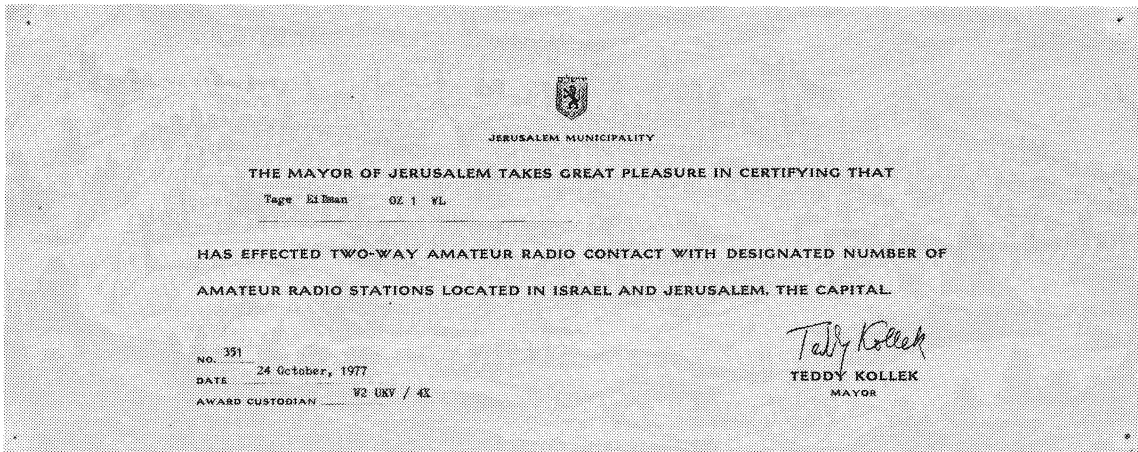 ירושלים
JERUSALEM MUNICIPALITY
THE MAYOR OF JERUSALEM TAKES GREAT PLEASURE IN CERTIFYING THAT
Tage Eilman OZ 1 WL
HAS EFFECTED TWO-WAY AMATEUR RADIO CONTACT WITH DESIGNATED NUMBER OF
AMATEUR RADIO STATIONS LOCATED IN ISRAEL AND JERUSALEM, THE CAPITAL.
Teddy Kollek
NO. 351
DATE 24 October, 1977
TEDDY KOLLEK
MAYOR
AWARD CUSTODIAN W2 UKV / 4X